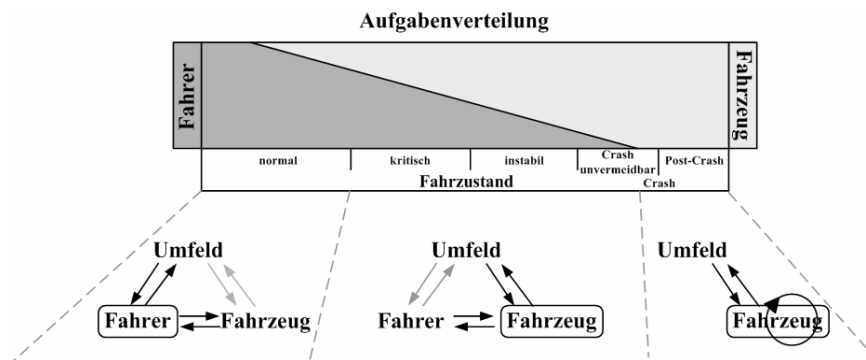 Aufgabenverteilung
Fahrer
Fahrzeug
normal
kritisch
instabil
Crash
unvermeidbar
Post-Crash
Fahrzustand
Crash
Umfeld
Fahrer
Fahrzeug
Umfeld
Fahrer
Fahrzeug
Umfeld
Fahrzeug